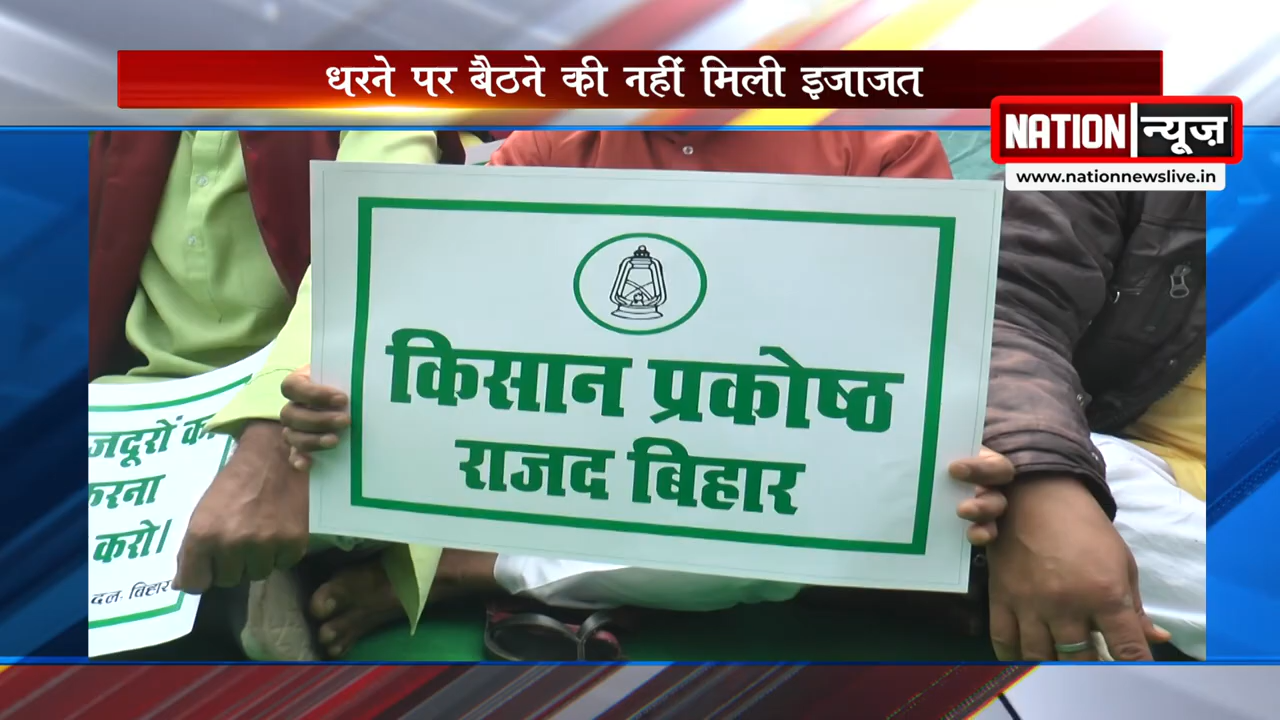 धरने पर बैठने की नहीं मिली इजाजत
NATION न्यूज़
www.nationnewslive.in
किसान प्रकोष्ठ
राजद बिहार
करना
करो।
बिहार